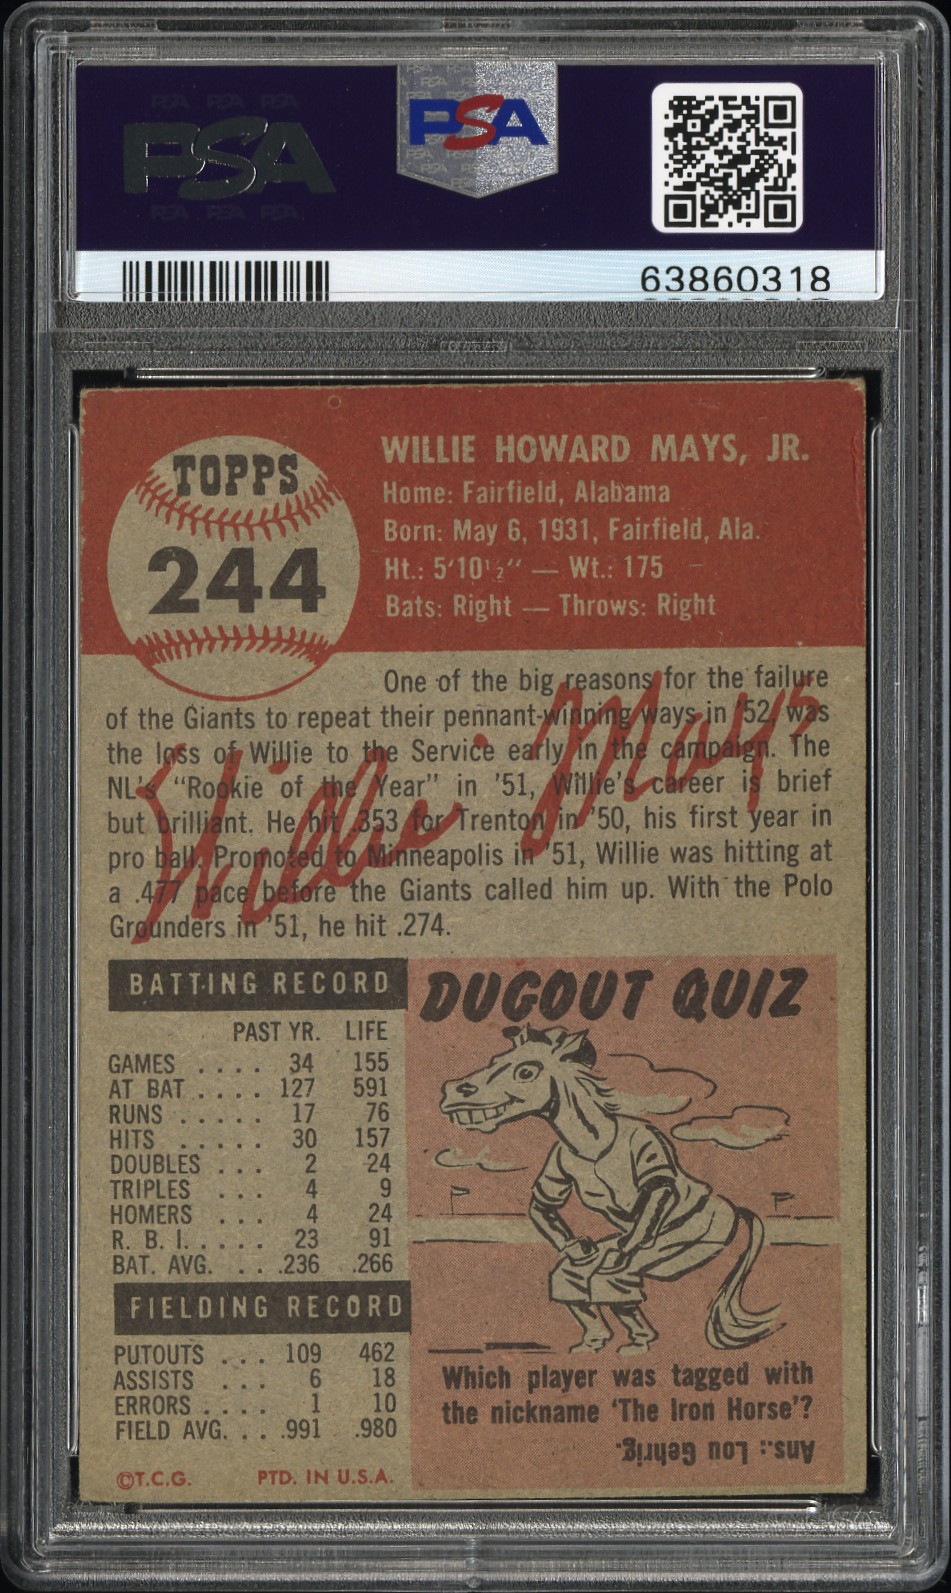 PSA PSA PSA
PSA
PSA PSA PSA
PSA
63860318
TOPPS
244
WILLIE HOWARD MAYS, JR.
Home: Fairfield, Alabama
Born: May 6, 1931, Fairfield, Ala.
Ht.: 5'10½" — Wt.: 175
Bats: Right — Throws: Right
One of the big reasons for the failure
of the Giants to repeat their pennant-winning ways in '52, was
the loss of Willie to the Service early in the campaign. The
NL's "Rookie of the Year" in '51, Willie's career is brief
but brilliant. He hit .353 for Trenton in '50, his first year in
pro ball. Promoted to Minneapolis in '51, Willie was hitting at
a .477 pace before the Giants called him up. With the Polo
Grounders in '51, he hit .274.
Willie Mays
BATTING RECORD
PAST YR. LIFE
GAMES .... 34 155
AT BAT .... 127 591
RUNS ..... 17 76
HITS ..... 30 157
DOUBLES ... 2 24
TRIPLES ... 4 9
HOMERS ... 4 24
R. B. I. .... 23 91
BAT. AVG. ... .236 .266
FIELDING RECORD
PUTOUTS ... 109 462
ASSISTS ... 6 18
ERRORS .... 1 10
FIELD AVG. ... .991 .980
©T.C.G. PTD. IN U.S.A.
DUGOUT QUIZ
Which player was tagged with
the nickname 'The Iron Horse'?
Ans.: Lou Gehrig.